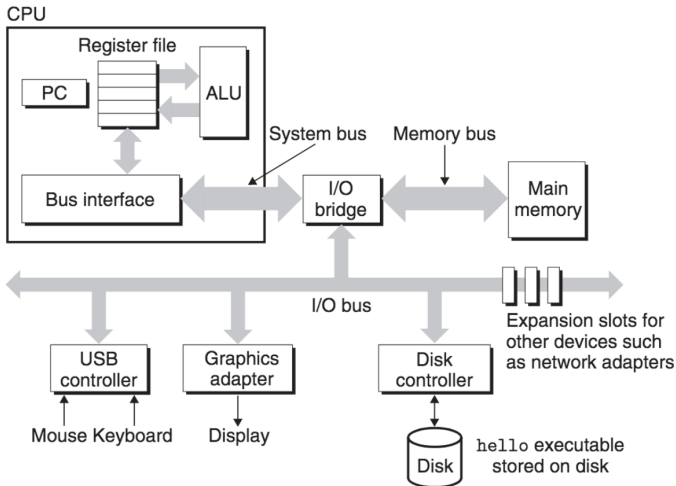 CPU
Register file
PC
ALU
System bus
Memory bus
Bus interface
I/O
bridge
Main
memory
I/O bus
Expansion slots for
other devices such
as network adapters
USB
controller
Graphics
adapter
Disk
controller
Mouse Keyboard
Display
Disk
hello executable
stored on disk